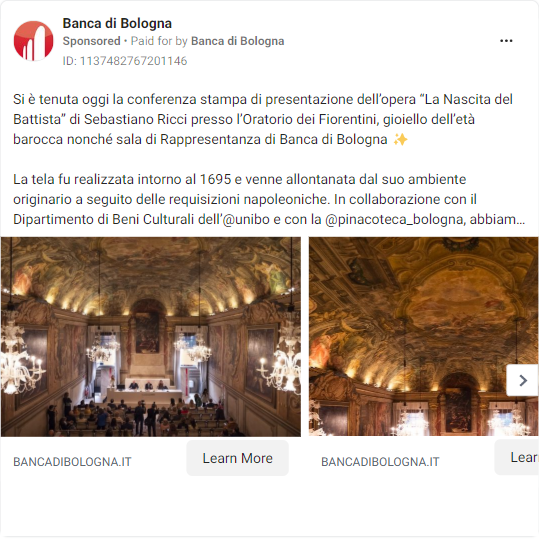 Banca di Bologna
Sponsored • Paid for by Banca di Bologna
ID: 1137482767201146
Si è tenuta oggi la conferenza stampa di presentazione dell'opera “La Nascita del
Battista” di Sebastiano Ricci presso l'Oratorio dei Fiorentini, gioiello dell'età
barocca nonché sala di Rappresentanza di Banca di Bologna ✨
La tela fu realizzata intorno al 1695 e venne allontanata dal suo ambiente
originario a seguito delle requisizioni napoleoniche. In collaborazione con il
Dipartimento di Beni Culturali dell'@unibo e con la @pinacoteca_bologna, abbiam...
BANCADIBOLOGNA.IT
Learn More
BANCADIBOLOGNA.IT
Lear